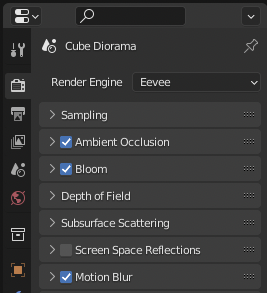 Cube Diorama
Render Engine Eevee
Sampling
Ambient Occlusion
Bloom
Depth of Field
Subsurface Scattering
Screen Space Reflections
Motion Blur